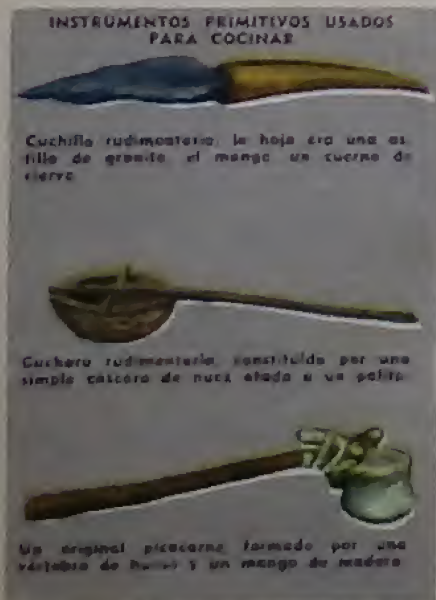 INSTRUMENTOS PRIMITIVOS USADOS
PARA COCINAR
Cuchillo rudimentario, la hoja era una as
tilla de granito, el mango un cuerno de
ciervo
Cuchara rudimentaria, constituída por una
simple cáscara de nuez atada a un palito.
Un original picacarne, formado por una
vértebra de y un mango de madera